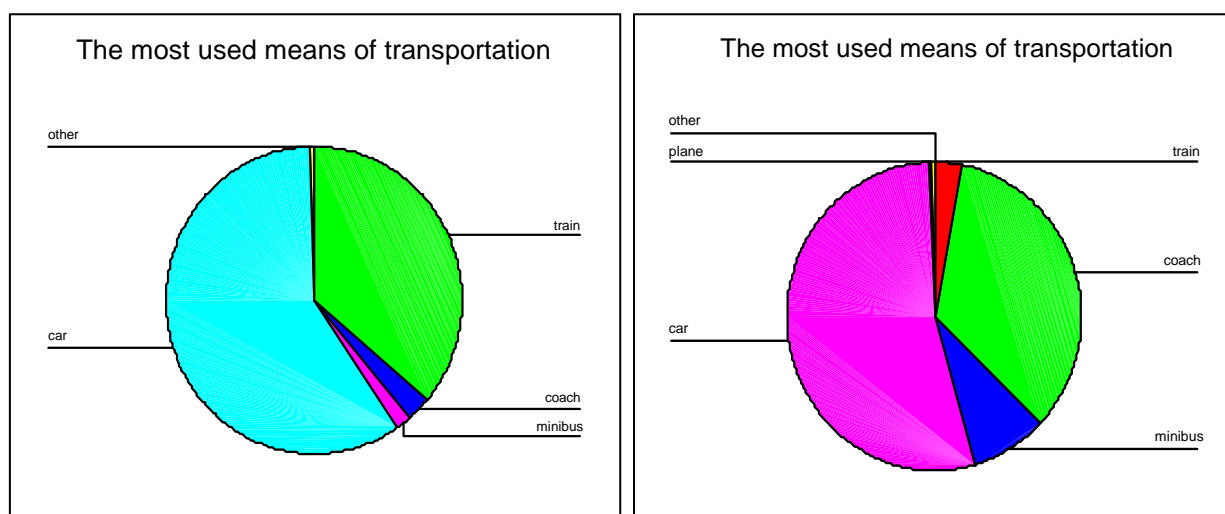 The most used means of transportation
other
train
car
coach
minibus
The most used means of transportation
other
plane
train
coach
car
minibus